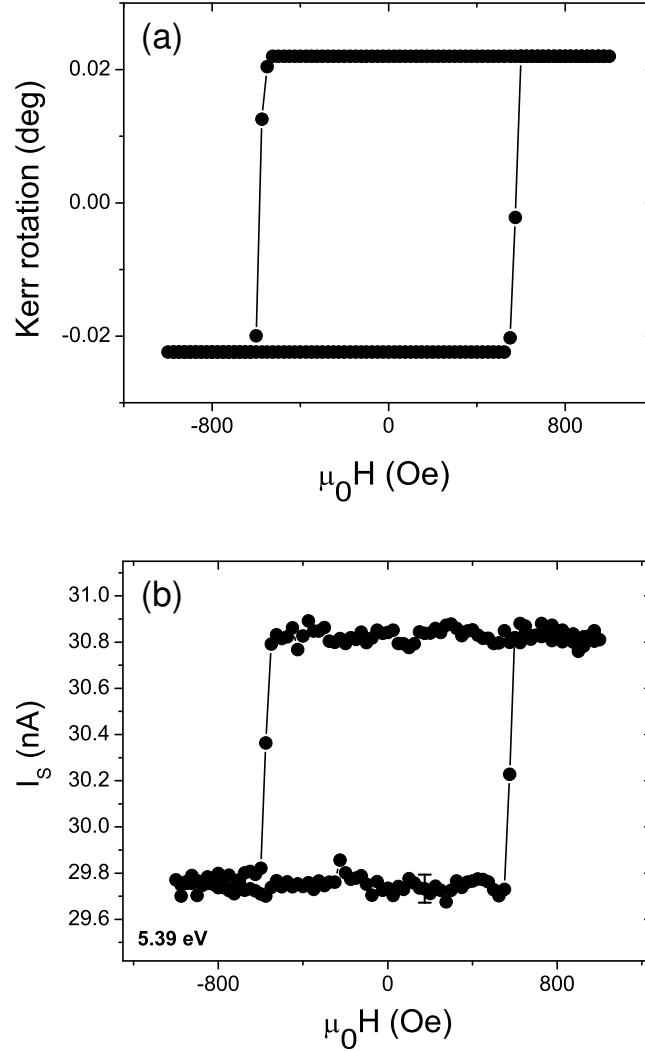 (a)
Kerr rotation (deg)
0.02
0.00
-0.02
-800
0
800
μ0H (Oe)
(b)
IS (nA)
31.0
30.8
30.6
30.4
30.2
30.0
29.8
29.6
5.39 eV
-800
0
800
μ0H (Oe)